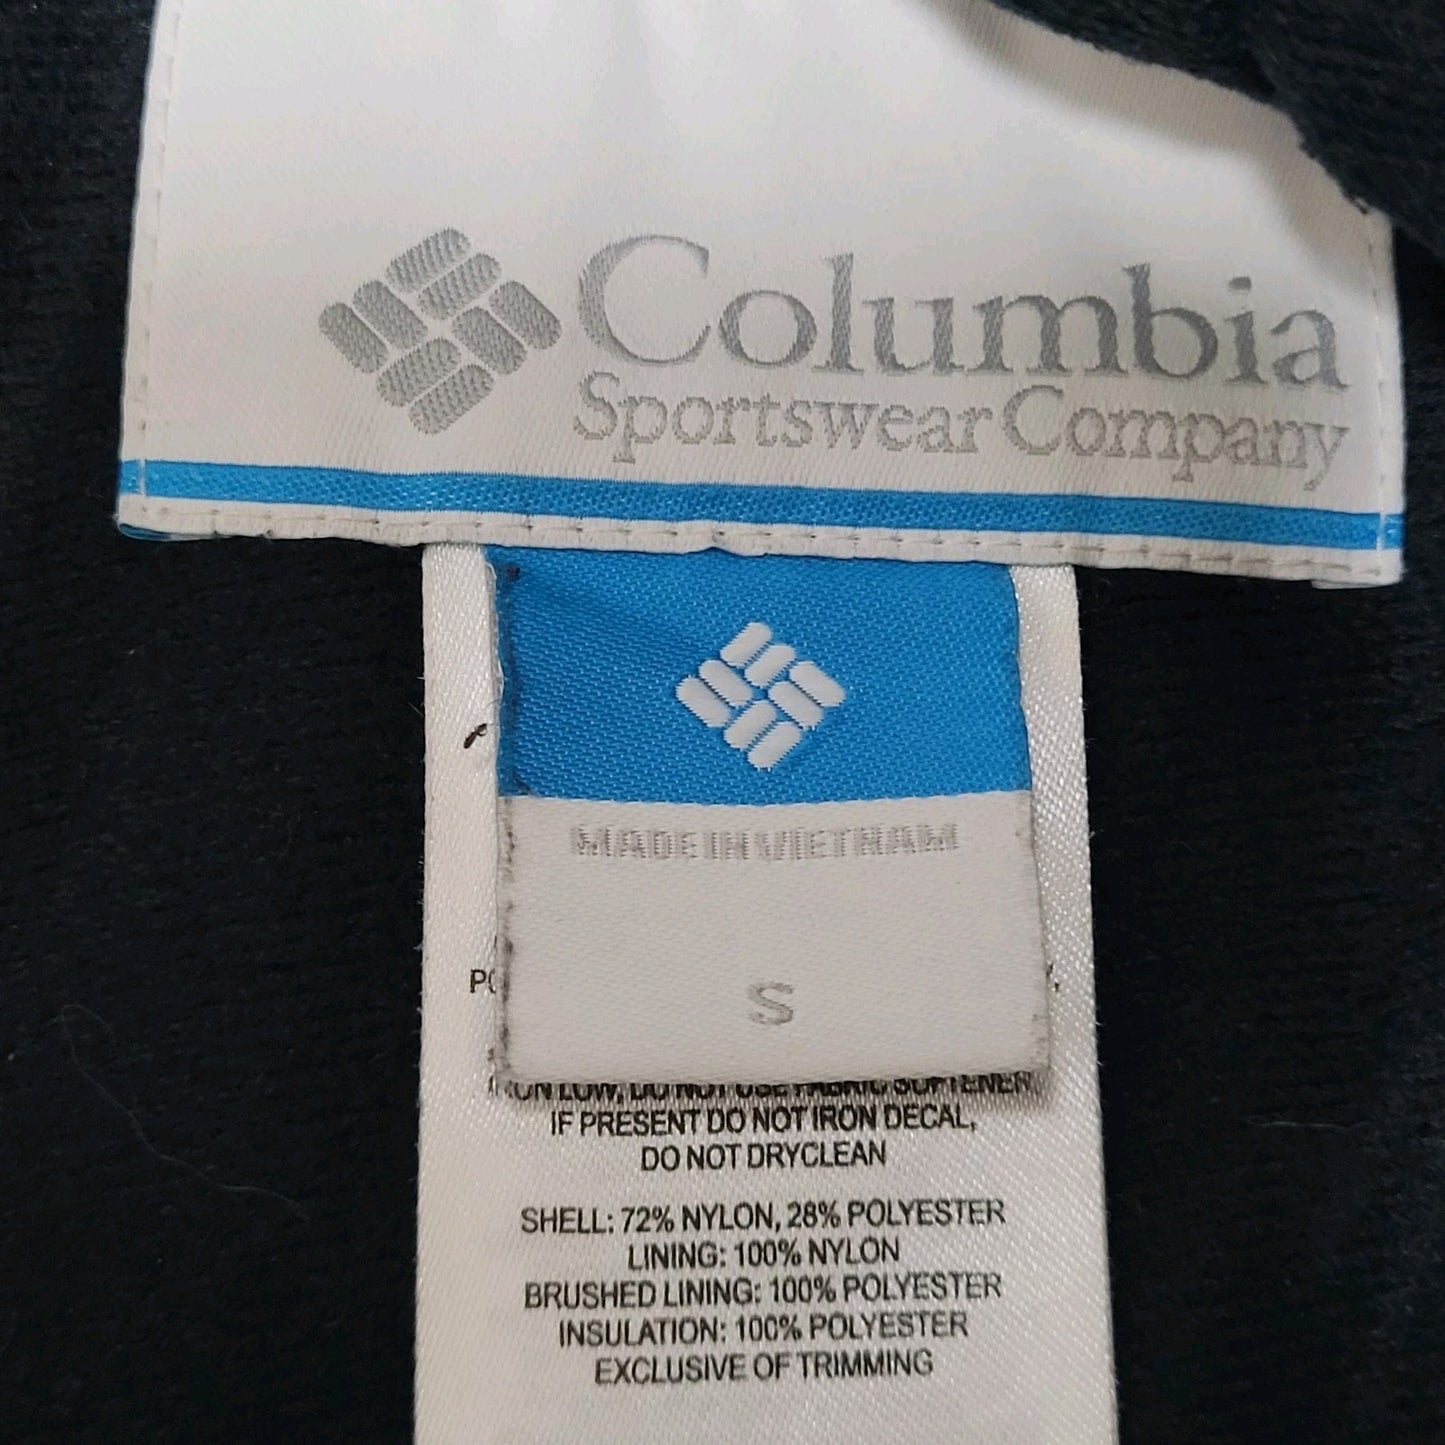 Columbia
Sportswear Company
MADE IN VIETNAM
S
IRON LOW, DO NOT USE FABRIC SOFTENER
IF PRESENT DO NOT IRON DECAL,
DO NOT DRYCLEAN
SHELL: 72% NYLON, 28% POLYESTER
LINING: 100% NYLON
BRUSHED LINING: 100% POLYESTER
INSULATION: 100% POLYESTER
EXCLUSIVE OF TRIMMING